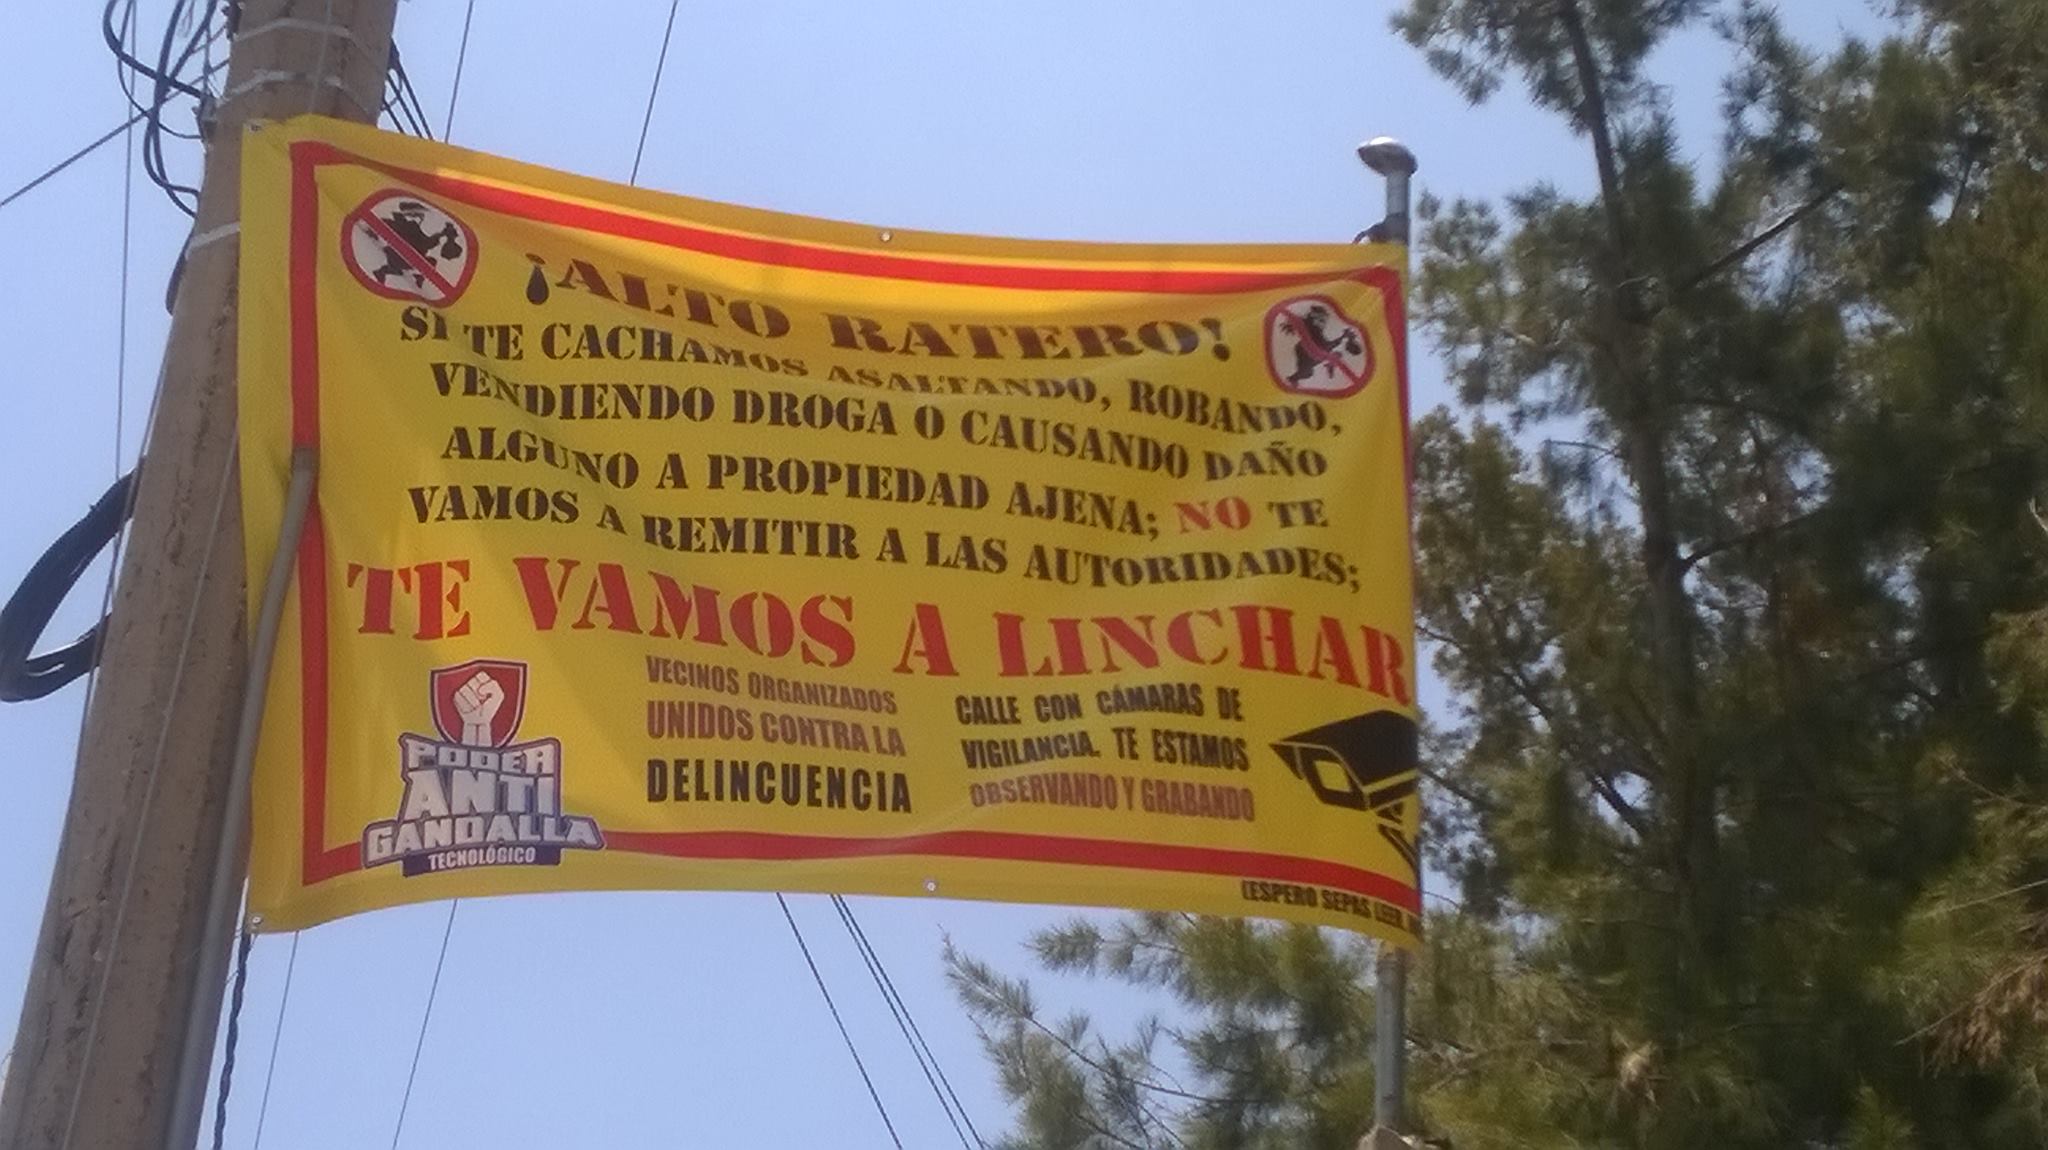 ¡ALTO RATERO!
SI TE CACHAMOS ASALTANDO, ROBANDO,
VENDIENDO DROGA O CAUSANDO DAÑO
ALGUNO A PROPIEDAD AJENA; NO TE
VAMOS A REMITIR A LAS AUTORIDADES;
TE VAMOS A LINCHAR
VECINOS ORGANIZADOS
UNIDOS CONTRA LA
DELINCUENCIA
CALLE CON CÁMARAS DE
VIGILANCIA. TE ESTAMOS
OBSERVANDO Y GRABANDO
PODER
ANTI
GANDALLA
TECNOLÓGICO
(ESPERO SEPAS LEER